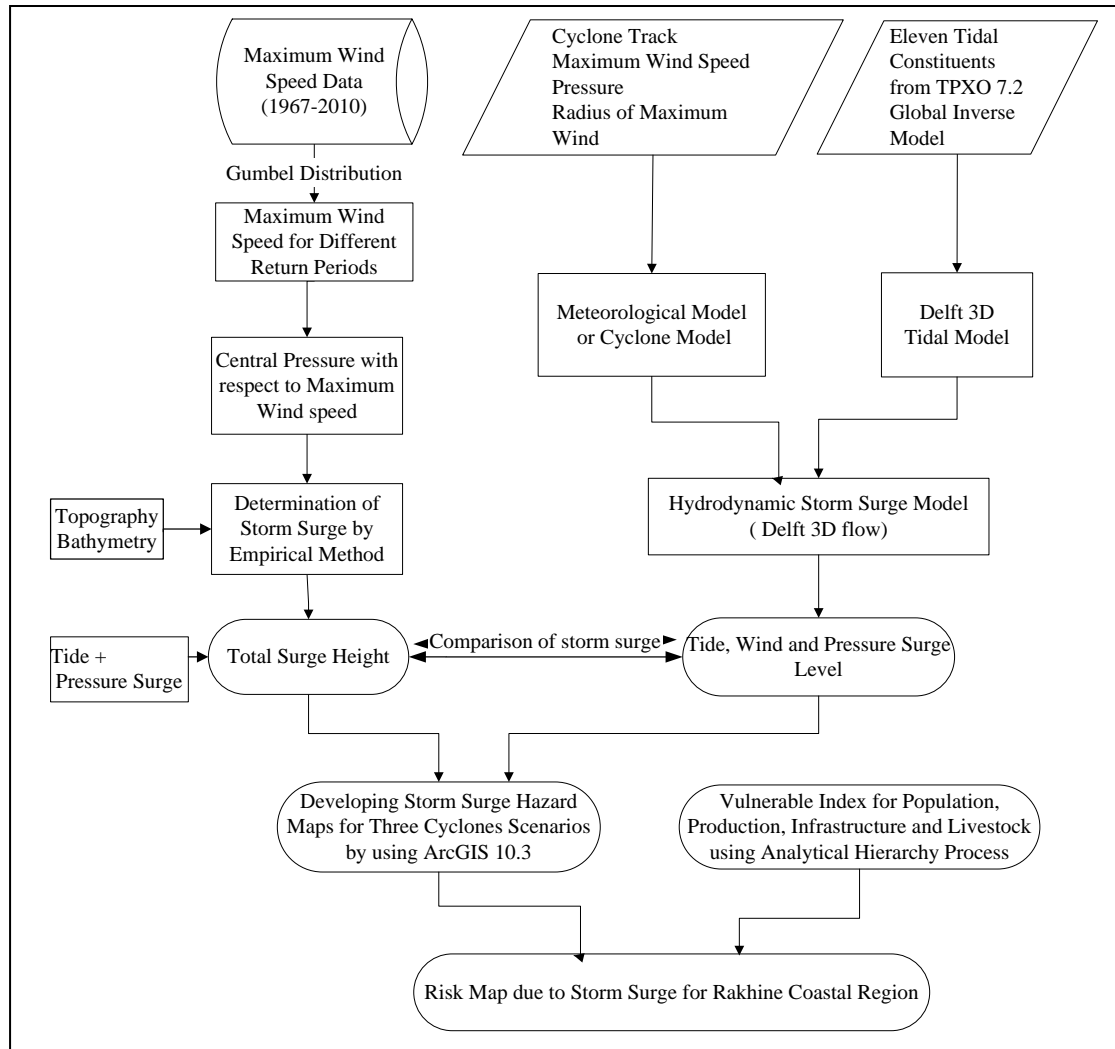 Maximum Wind
Speed Data
(1967-2010)
Cyclone Track
Maximum Wind Speed
Pressure
Radius of Maximum
Wind
Eleven Tidal
Constituents
from TPXO 7.2
Global Inverse
Model
Gumbel Distribution
Maximum Wind
Speed for Different
Return Periods
Meteorological Model
or Cyclone Model
Delft 3D
Tidal Model
Central Pressure with
respect to Maximum
Wind speed
Topography
Bathymetry
Determination of
Storm Surge by
Empirical Method
Hydrodynamic Storm Surge Model
( Delft 3D flow)
Tide +
Pressure Surge
Total Surge Height
Comparison of storm surge
Tide, Wind and Pressure Surge
Level
Developing Storm Surge Hazard
Maps for Three Cyclones Scenarios
by using ArcGIS 10.3
Vulnerable Index for Population,
Production, Infrastructure and Livestock
using Analytical Hierarchy Process
Risk Map due to Storm Surge for Rakhine Coastal Region